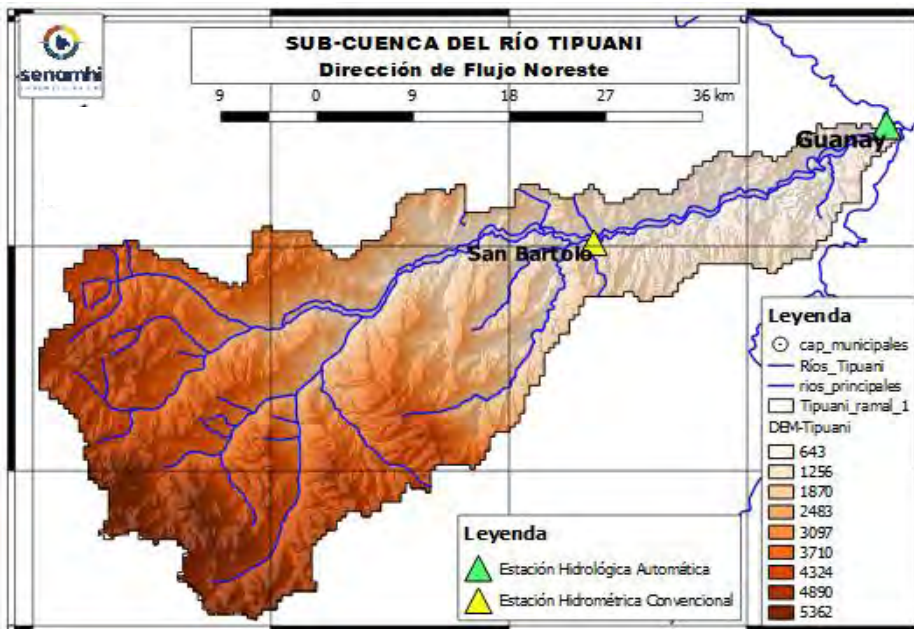 senamhi
SUB-CUENCA DEL RÍO TIPUANI
Dirección de Flujo Noreste
9 0 9 18 27 36 km
Guanay
San Bartolo
Leyenda
cap_municipales
Ríos_Tipuani
rios_principales
Tipuani_ramal_1
DEM-Tipuani
643
1256
1870
2483
3097
3710
4324
4890
5362
Leyenda
Estación Hidrológica Automática
Estación Hidrométrica Convencional